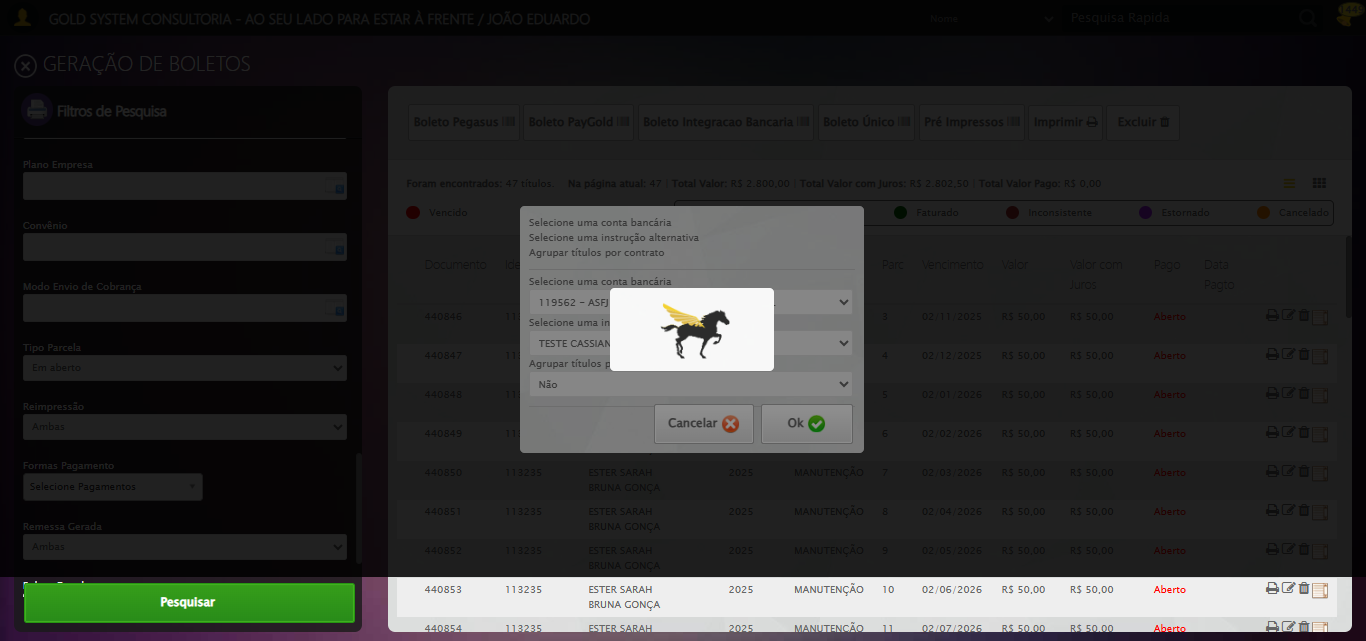 GOLD SYSTEM CONSULTORIA - AO SEU LADO PARA ESTAR À FRENTE / JOÃO EDUARDO
Nome
Pesquisa Rapida
44
GERAÇÃO DE BOLETOS
Filtros de Pesquisa
Plano Empresa
Convênio
Modo Envio de Cobrança
Tipo Parcela
Em aberto
Reimpressão
Ambas
Formas Pagamento
Selecione Pagamentos
Remessa Gerada
Ambas
Pesquisar
Boleto Pegasus Boleto PayGold Boleto Integracao Bancaria Boleto Único Pré Impressos Imprimir Excluir
Foram encontrados: 47 títulos. Na página atual: 47 | Total Valor: R$ 2.800,00 | Total Valor com Juros: R$ 2.802,50 | Total Valor Pago: R$ 0,00
Vencido Faturado Inconsistente Estornado Cancelado
Documento Parc Vencimento Valor Valor com Juros Pago Data Pagto
Selecione uma conta bancária
Selecione uma instrução alternativa
Agrupar títulos por contrato
Selecione uma conta bancária
119562 - ASFJ
Selecione uma
TESTE CASSIAN
Agrupar títulos
Não
Cancelar Ok
440846 3 02/11/2025 R$ 50,00 R$ 50,00 Aberto
440847 4 02/12/2025 R$ 50,00 R$ 50,00 Aberto
440848 5 02/01/2026 R$ 50,00 R$ 50,00 Aberto
440849 6 02/02/2026 R$ 50,00 R$ 50,00 Aberto
440850 113235 ESTER SARAH 2025 MANUTENÇÃO 7 02/03/2026 R$ 50,00 R$ 50,00 Aberto
BRUNA GONÇA
440851 113235 ESTER SARAH 2025 MANUTENÇÃO 8 02/04/2026 R$ 50,00 R$ 50,00 Aberto
BRUNA GONÇA
440852 113235 ESTER SARAH 2025 MANUTENÇÃO 9 02/05/2026 R$ 50,00 R$ 50,00 Aberto
BRUNA GONÇA
440853 113235 ESTER SARAH 2025 MANUTENÇÃO 10 02/06/2026 R$ 50,00 R$ 50,00 Aberto
BRUNA GONÇA
440854 113235 ESTER SARAH 2025 MANUTENÇÃO 11 02/07/2026 R$ 50,00 R$ 50,00 Aberto